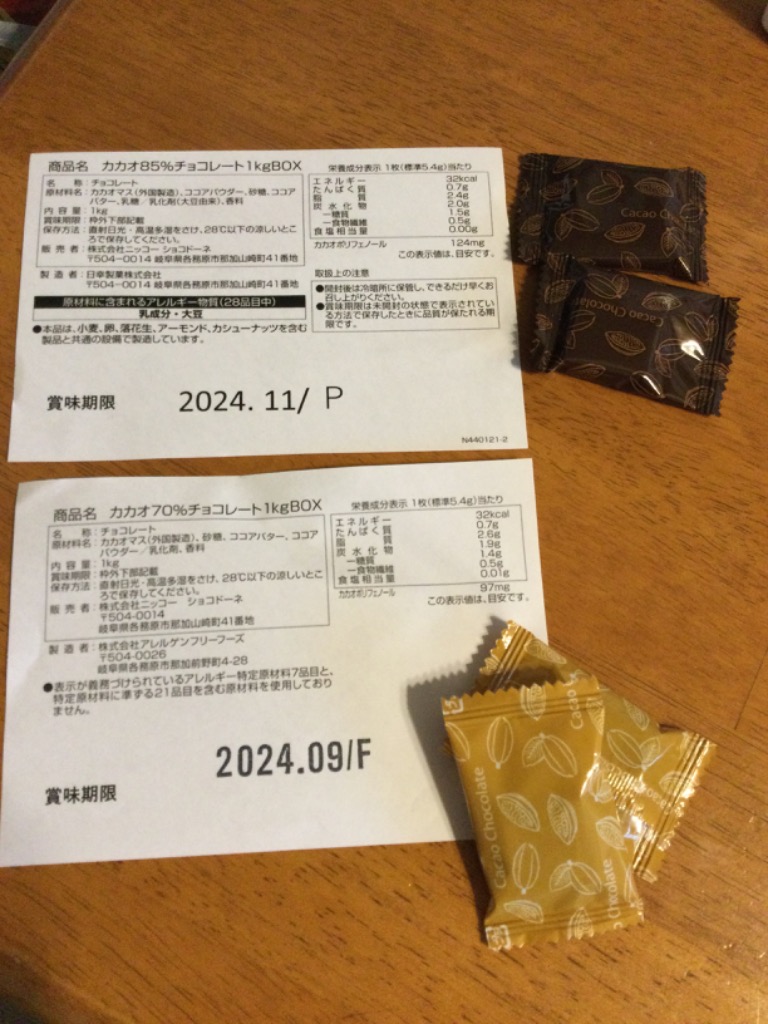 商品名 カカオ85%チョコレート1kgBOX
名 称：チョコレート
原材料名：カカオマス(外国製造)、ココアパウダー、砂糖、ココア
バター、乳糖／乳化剤(大豆由来)、香料
内 容 量：1kg
賞味期限：枠外下部記載
保存方法：直射日光・高温多湿をさけ、28℃以下の涼しいとこ
ろで保存してください。
販 売 者：株式会社ニッコー ショコドーネ
〒504-0014 岐阜県各務原市那加山崎町41番地
製 造 者：日幸製菓株式会社
原材料に含まれるアレルギー物質(28品目中)
乳成分・大豆
●本品は、小麦、卵、落花生、アーモンド、カシューナッツを含む
製品と共通の設備で製造しています。
栄養成分表示 1枚(標準5.4g)当たり
エネルギー 32kcal
たんぱく質 0.7g
脂 質 2.4g
炭 水 化 物 2.0g
ー糖質 1.5g
ー食物繊維 0.5g
食塩相当量 0.00g
カカオポリフェノール 124mg
この表示値は、目安です。
取扱上の注意
●開封後は冷暗所に保管し、できるだけ早くお
召し上がりください。
●賞味期限は未開封の状態で表示されてい
る方法で保存したときに品質が保たれる期
限です。
賞味期限 2024. 11/ P
N440121-2
Cacao Cho
Cacao Chocolate
商品名 カカオ70%チョコレート1kgBOX
名 称：チョコレート
原材料名：カカオマス(外国製造)、砂糖、ココアバター、ココア
パウダー／乳化剤、香料
内 容 量：1kg
賞味期限：枠外下部記載
保存方法：直射日光・高温多湿をさけ、28℃以下の涼しいとこ
ろで保存してください。
販 売 者：株式会社ニッコー ショコドーネ
〒504-0014
岐阜県各務原市那加山崎町41番地
製 造 者：株式会社アレルゲンフリーフーズ
〒504-0026
岐阜県各務原市那加前野町4-28
●表示が義務づけられているアレルギー特定原材料7品目と、
特定原材料に準ずる21品目を含む原材料を使用しており
ません。
栄養成分表示 1枚(標準5.4g)当たり
エネルギー 32kcal
たんぱく質 0.7g
脂 質 2.6g
炭 水 化 物 1.9g
ー糖質 1.4g
ー食物繊維 0.5g
食塩相当量 0.01g
カカオポリフェノール 97mg
この表示値は、目安です。
2024.09/F
賞味期限
Cacao Chocolate
Cacao
Chocolate